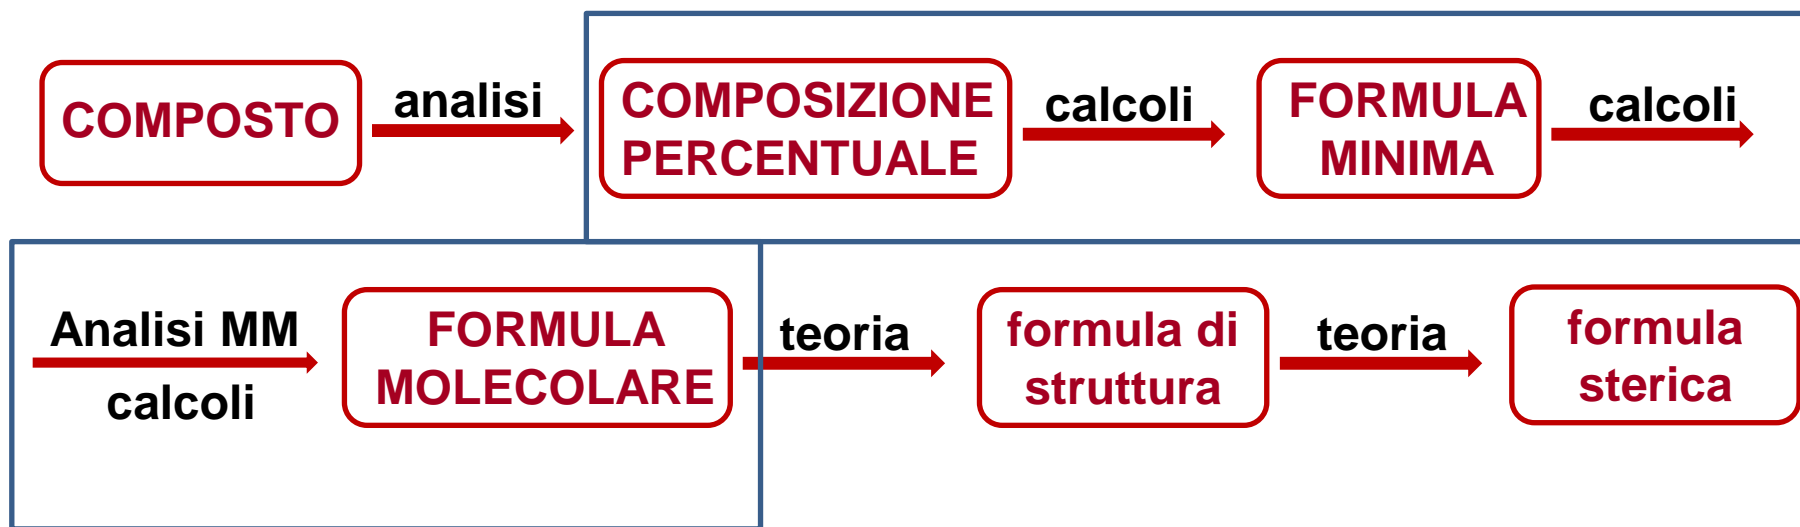 COMPOSTO
analisi
COMPOSIZIONE
PERCENTUALE
calcoli
FORMULA
MINIMA
calcoli
Analisi MM
calcoli
FORMULA
MOLECOLARE
teoria
formula di
struttura
teoria
formula
sterica